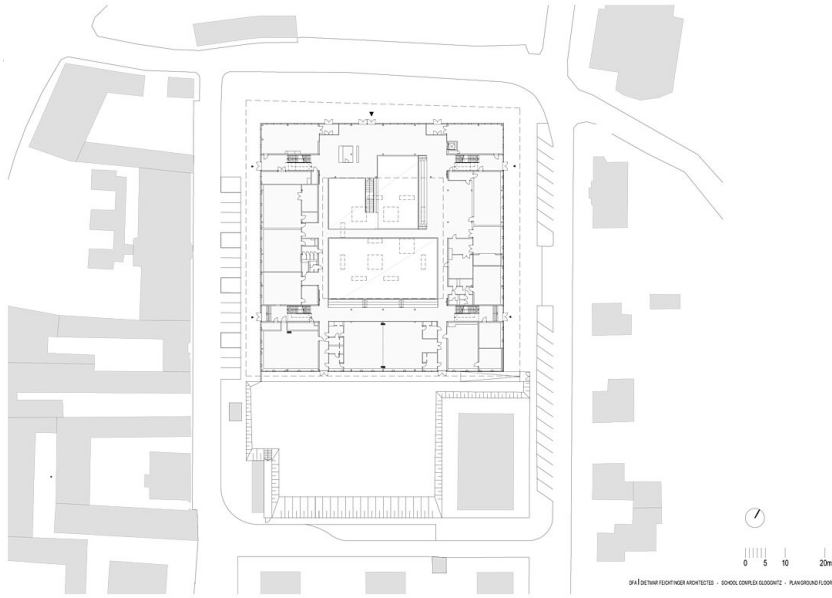 0 5 10 20m
DFA | DIETMAR FEICHTINGER ARCHITECTES - SCHOOL COMPLEX GLOGGNITZ - PLAN GROUND FLOOR